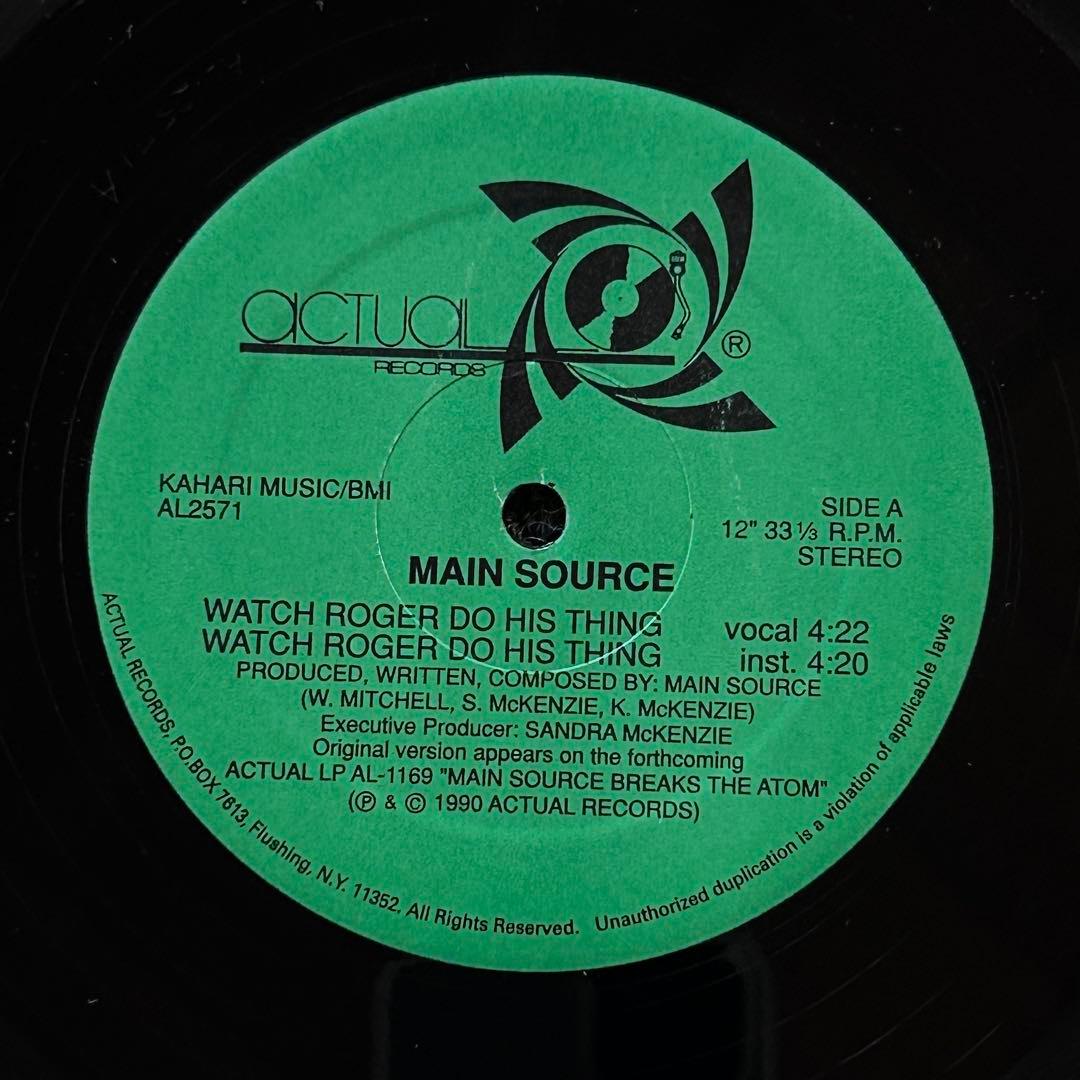 actual
RECORDS
®
KAHARI MUSIC/BMI
AL2571
SIDE A
12" 33⅓ R.P.M.
STEREO
MAIN SOURCE
WATCH ROGER DO HIS THING vocal 4:22
WATCH ROGER DO HIS THING inst. 4:20
PRODUCED, WRITTEN, COMPOSED BY: MAIN SOURCE
(W. MITCHELL, S. McKENZIE, K. McKENZIE)
Executive Producer: SANDRA McKENZIE
Original version appears on the forthcoming
ACTUAL LP AL-1169 "MAIN SOURCE BREAKS THE ATOM"
(℗ & © 1990 ACTUAL RECORDS)
ACTUAL RECORDS, P.O.BOX 7613, Flushing, N.Y. 11352. All Rights Reserved. Unauthorized duplication is a violation of applicable laws